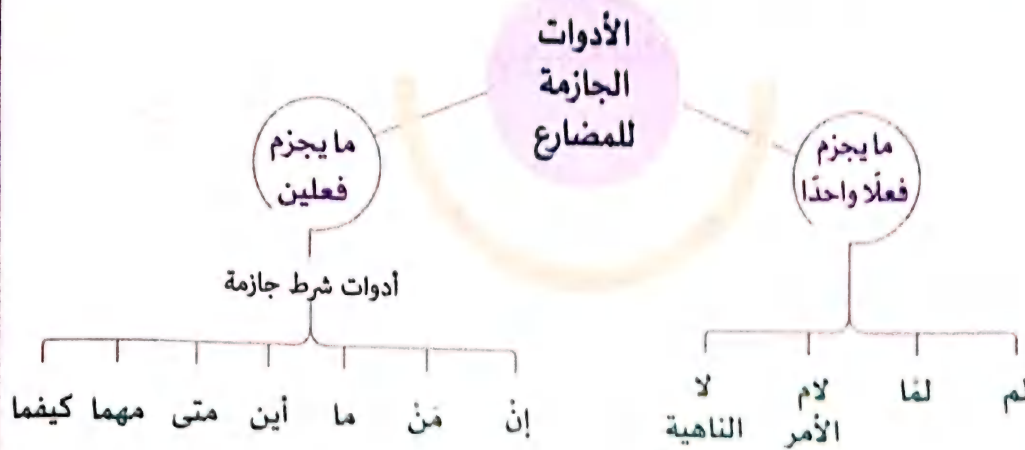 الأدوات
الجازمة
للمضارع
ما يجزم
فعلًا واحدًا
لم
لمّا
لام
الأمر
لا
الناهية
ما يجزم
فعلين
أدوات شرط جازمة
إنْ
مَنْ
ما
أين
متى
مهما
كيفما